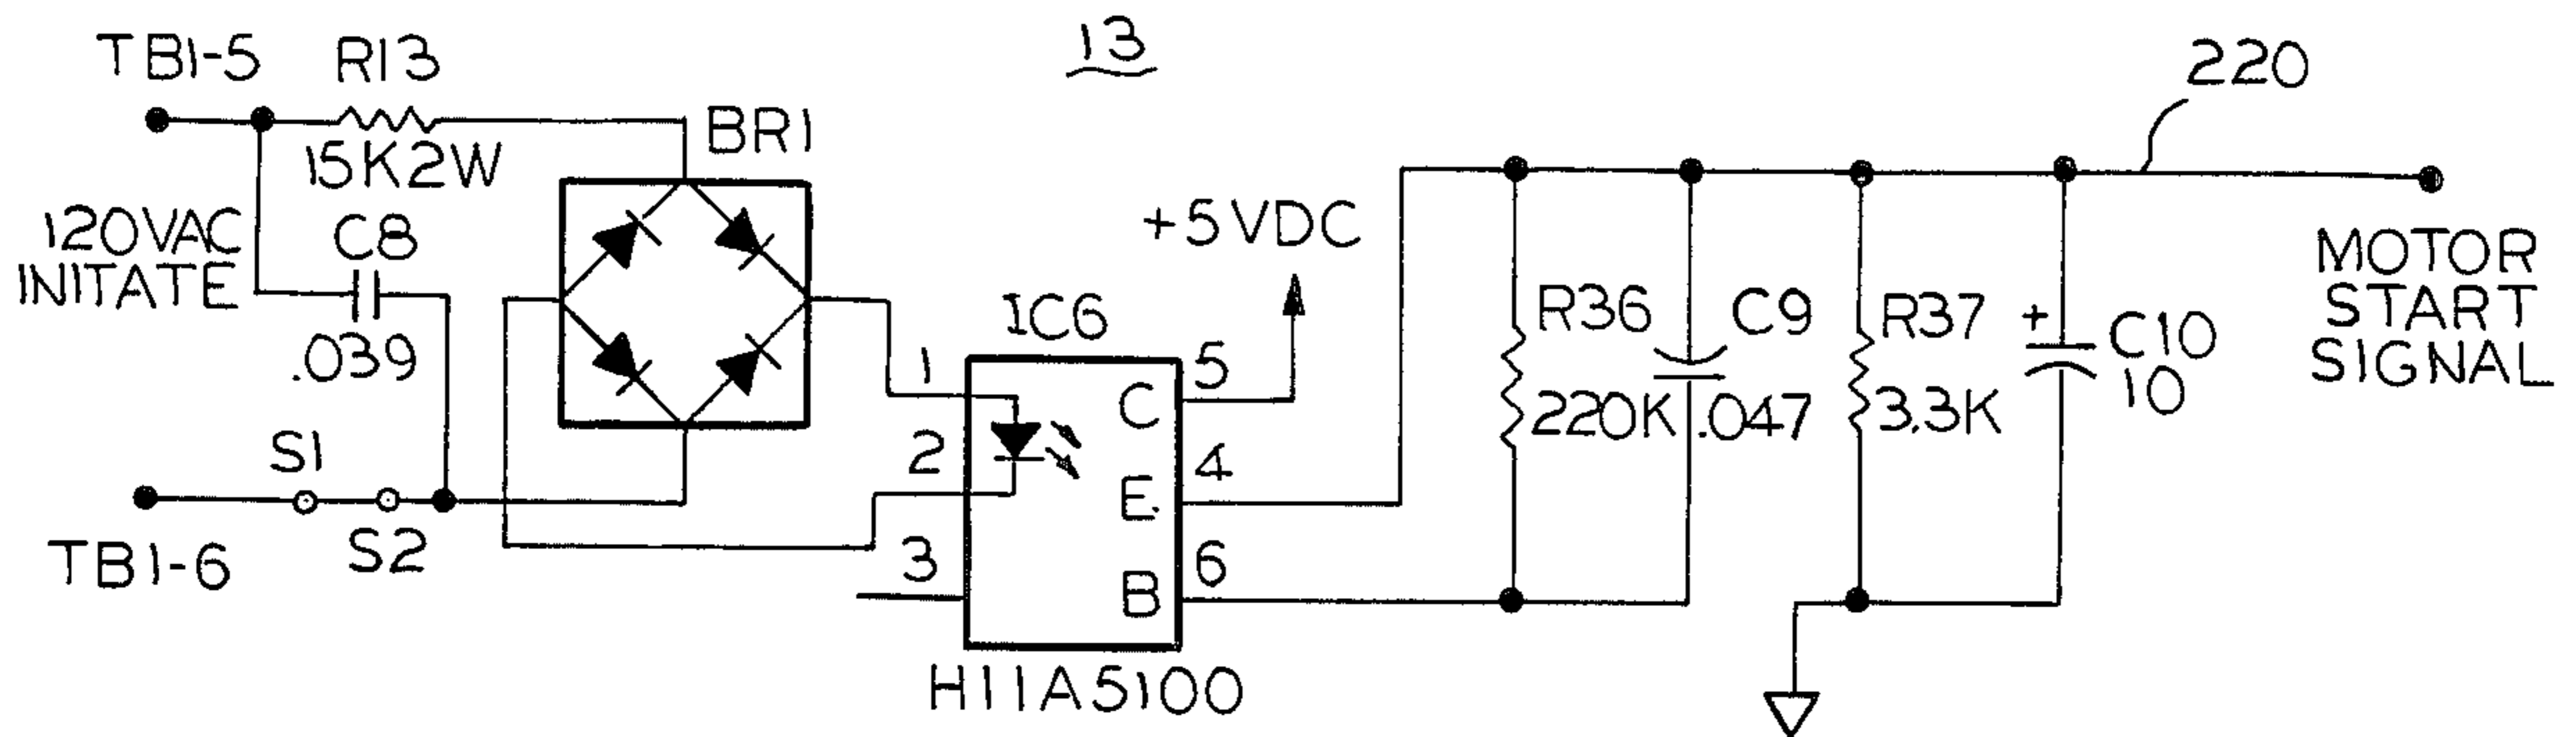 13
220
TB1-5
R13
15K2W
BR1
120VAC
INITATE
C8
.039
S1
S2
TB1-6
+5VDC
IC6
1
2
3
C
E
B
5
4
6
H11A5100
R36
220K
C9
.047
R37
3.3K
+
C10
10
MOTOR
START
SIGNAL